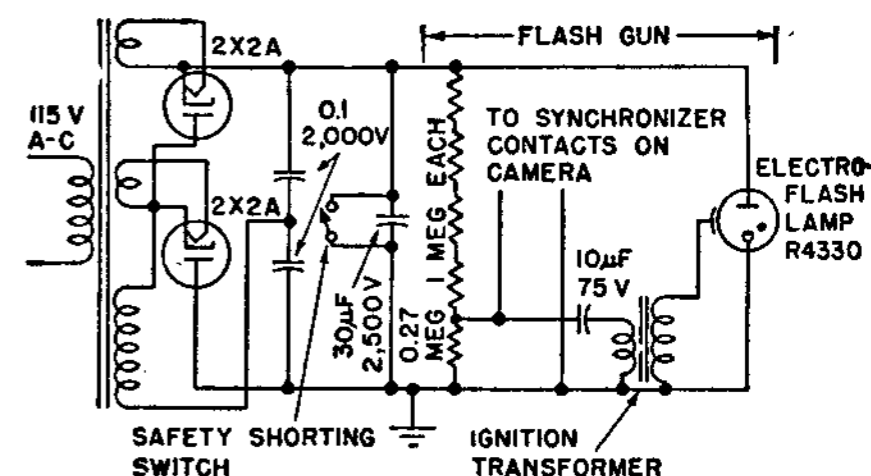 FLASH GUN
2X2A
115 V
A-C
0.1
2,000V
TO SYNCHRONIZER
CONTACTS ON
CAMERA
1 MEG EACH
ELECTRO-
FLASH
LAMP
R4330
2X2A
10µF
75 V
30µF
2,500V
0.27
MEG
SAFETY SHORTING
SWITCH
IGNITION
TRANSFORMER